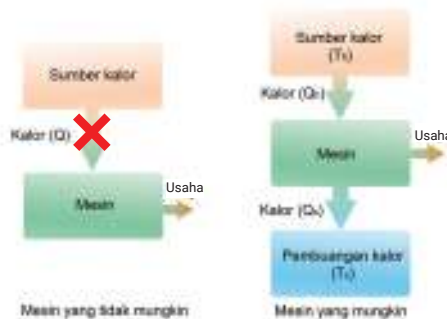 Sumber kalor
Kalor (Q)
Usaha
Mesin
Mesin yang tidak mungkin
Sumber kalor
Kalor
Usaha
Mesin
Kalor
Pembuangan kalor
Mesin yang mungkin